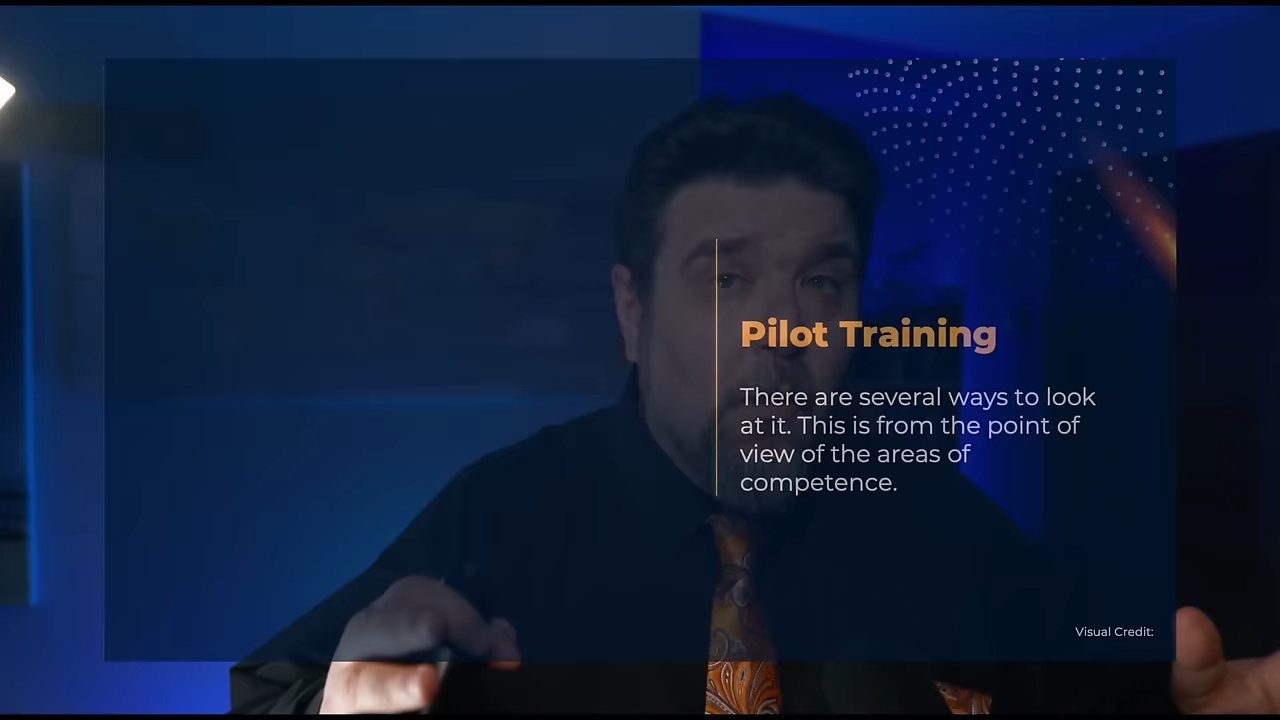 Pilot Training
There are several ways to look
at it. This is from the point of
view of the areas of
competence.
Visual Credit: